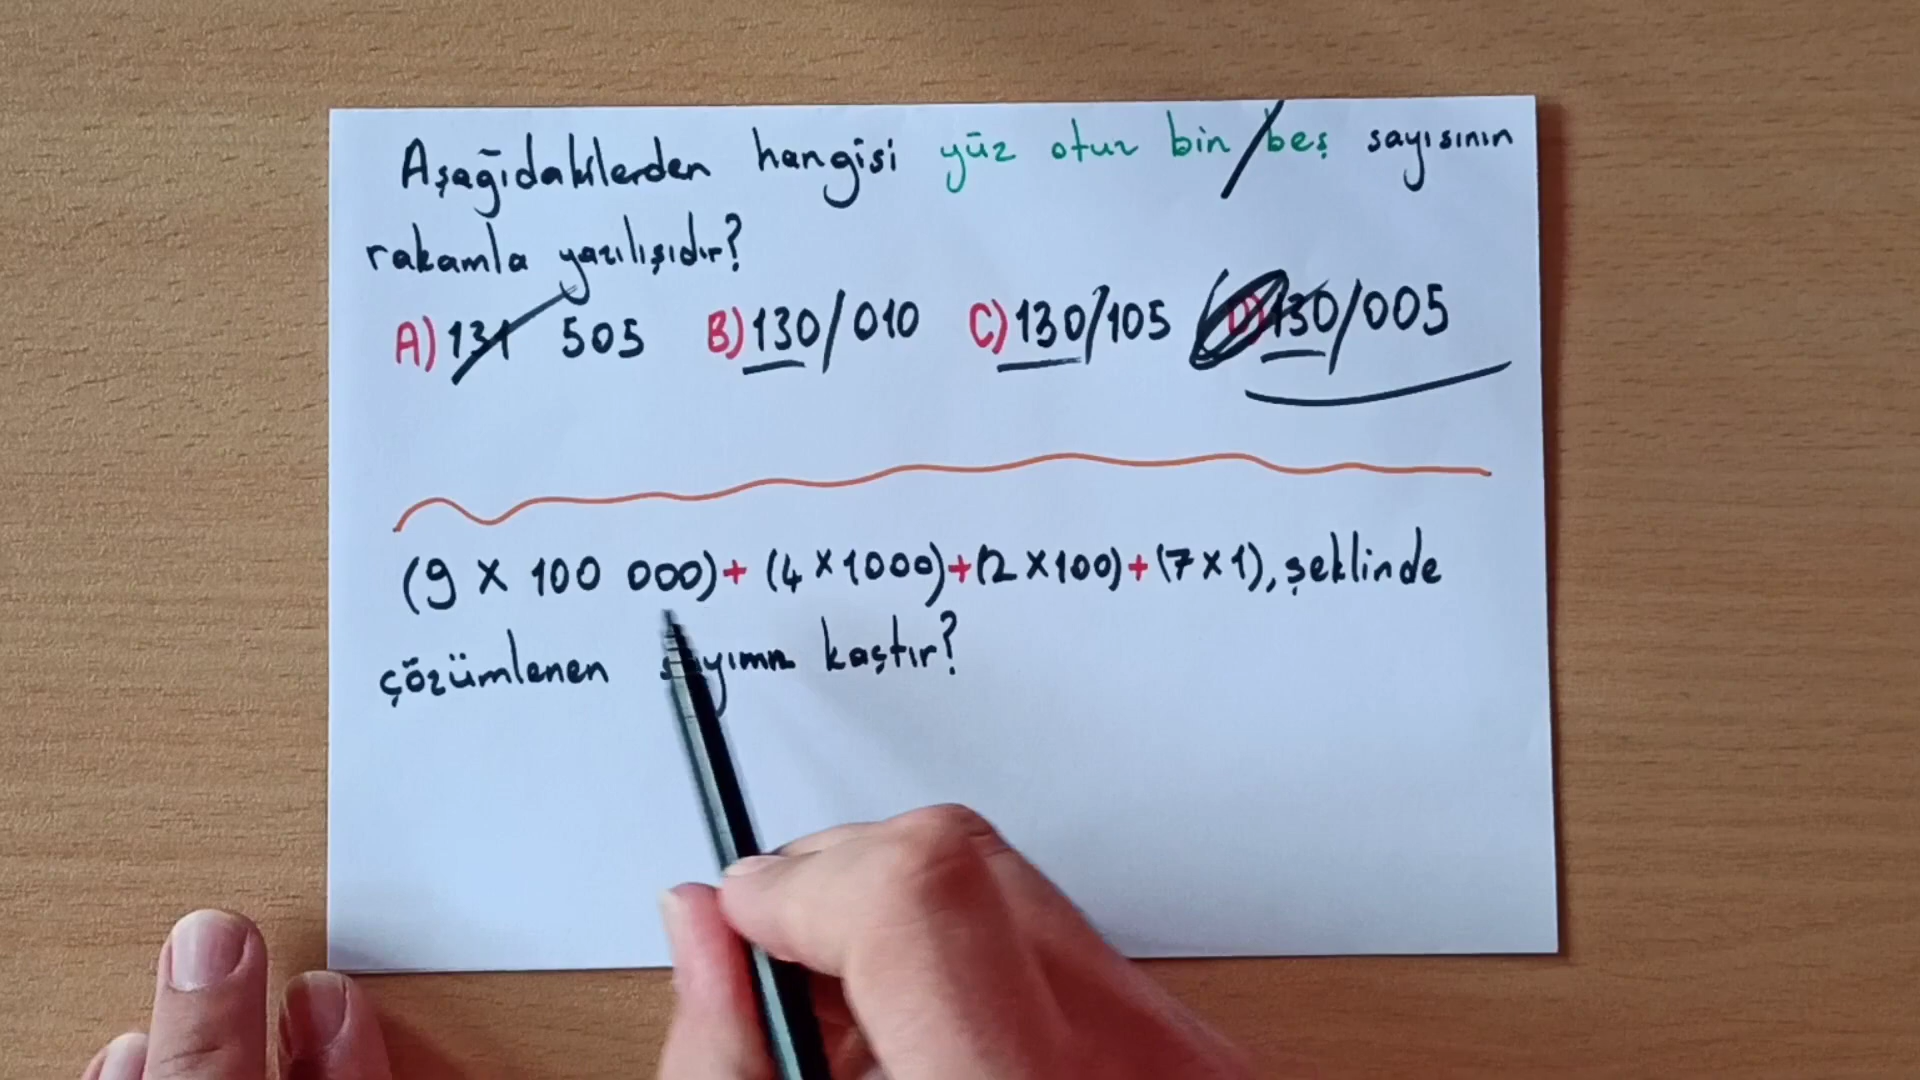 Aşağıdakilerden hangisi yüz otuz bin / beş sayısının
rakamla yazılışıdır?
A) 131 505 B) 130/010 C) 130/105 D) 130/005
(9 x 100 000) + (4 x 1000) + (2 x 100) + (7 x 1), şeklinde
çözümlenen kaçtır?